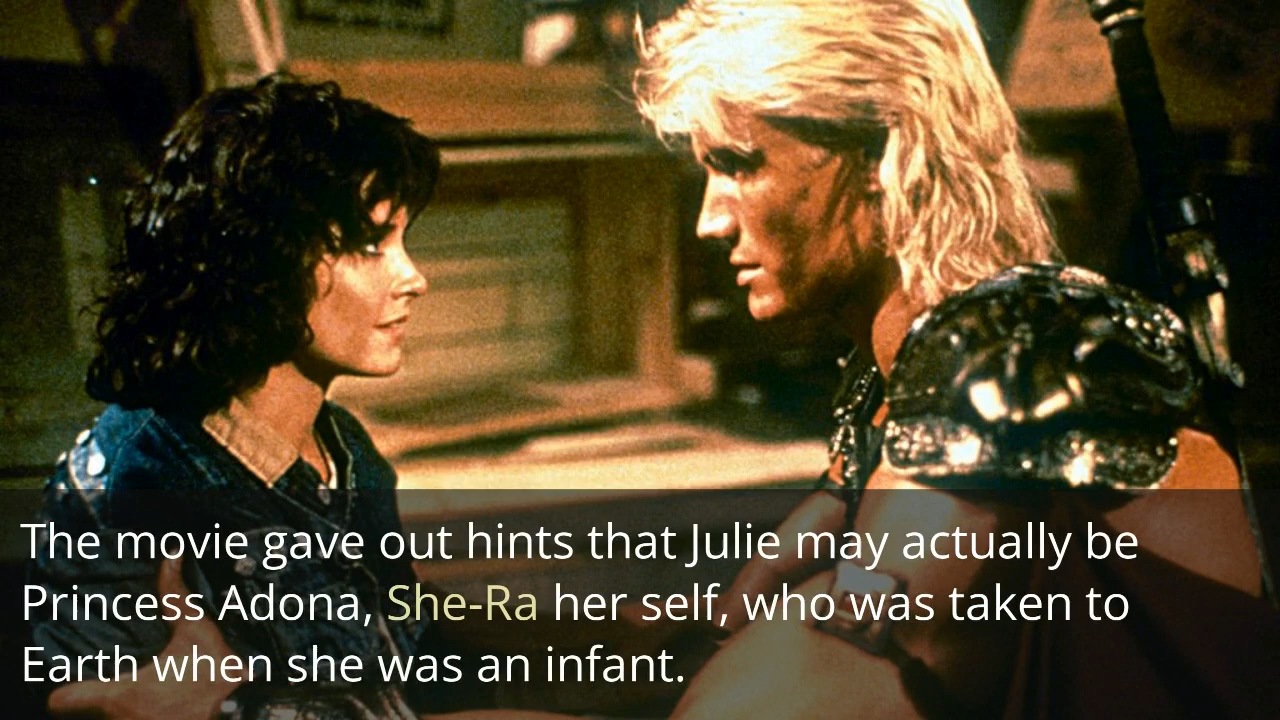 The movie gave out hints that Julie may actually be
Princess Adona, She-Ra her self, who was taken to
Earth when she was an infant.